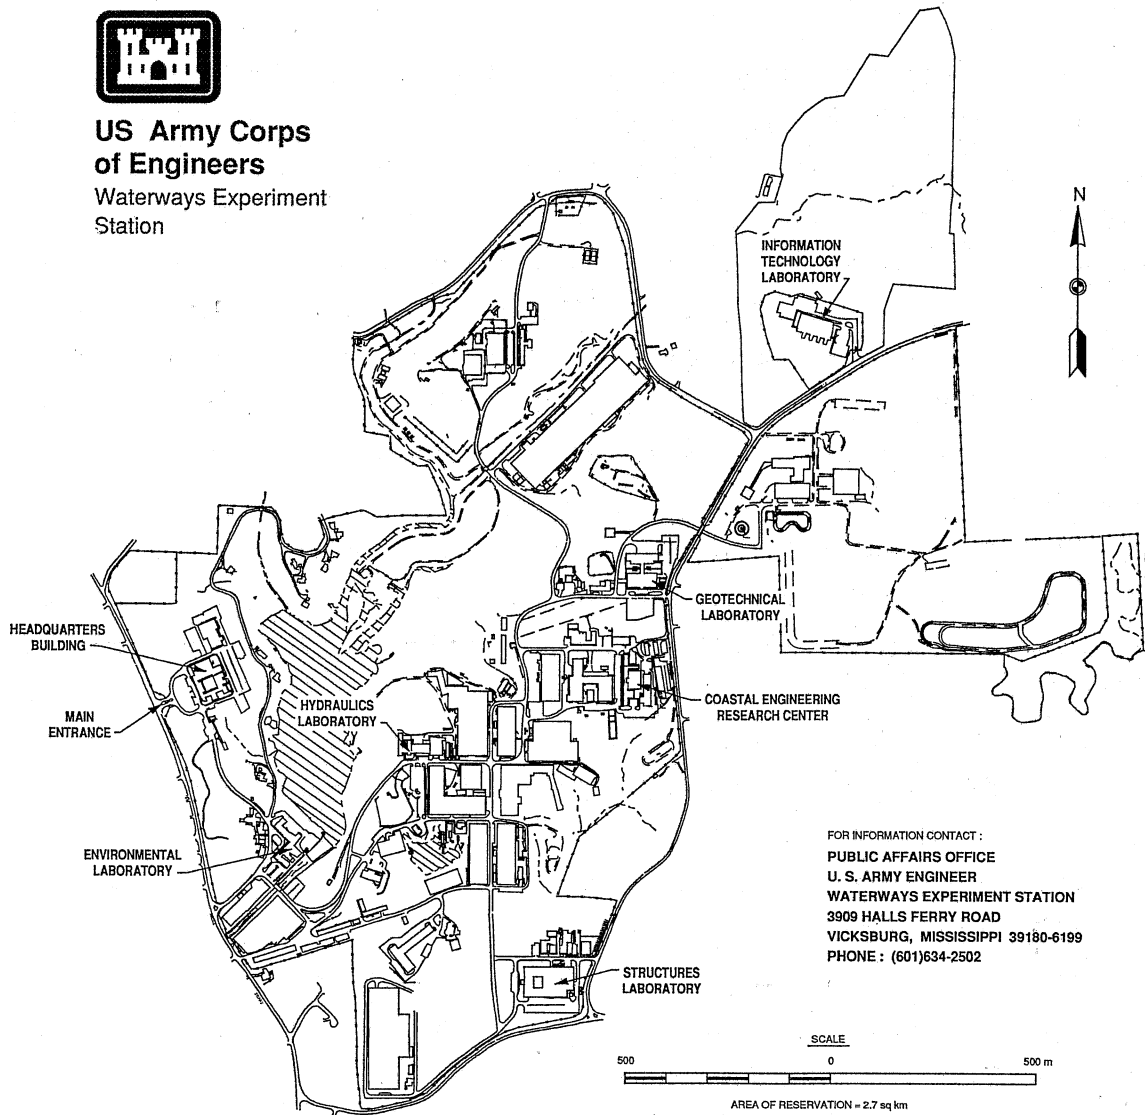 US Army Corps
of Engineers
Waterways Experiment
Station
N
INFORMATION
TECHNOLOGY
LABORATORY
GEOTECHNICAL
LABORATORY
HEADQUARTERS
BUILDING
MAIN
ENTRANCE
HYDRAULICS
LABORATORY
COASTAL ENGINEERING
RESEARCH CENTER
ENVIRONMENTAL
LABORATORY
STRUCTURES
LABORATORY
FOR INFORMATION CONTACT :
PUBLIC AFFAIRS OFFICE
U. S. ARMY ENGINEER
WATERWAYS EXPERIMENT STATION
3909 HALLS FERRY ROAD
VICKSBURG, MISSISSIPPI 39180-6199
PHONE : (601)634-2502
SCALE
500 0 500 m
AREA OF RESERVATION = 2.7 sq km